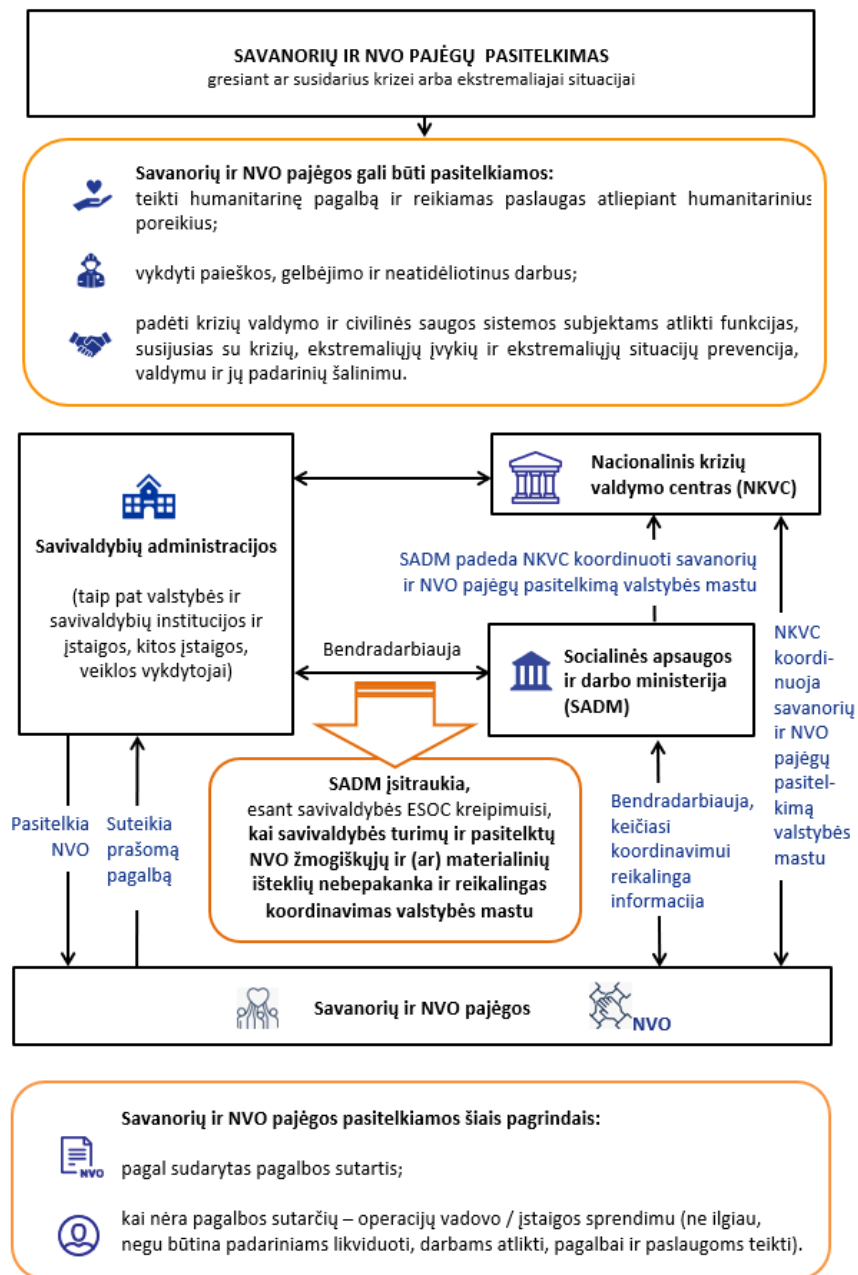 SAVANORIŲ IR NVO PAJĖGŲ PASITELKIMAS
gresiant ar susidarius krizei arba ekstremaliajai situacijai
Savanorių ir NVO pajėgos gali būti pasitelkiamos:
teikti humanitarinę pagalbą ir reikiamas paslaugas atliepiant humanitarinius
poreikius;
vykdyti paieškos, gelbėjimo ir neatidėliotinus darbus;
padėti krizių valdymo ir civilinės saugos sistemos subjektams atlikti funkcijas,
susijusias su krizių, ekstremaliųjų įvykių ir ekstremaliųjų situacijų prevencija,
valdymu ir jų padarinių šalinimu.
Savivaldybių administracijos
(taip pat valstybės ir
savivaldybių institucijos ir
įstaigos, kitos įstaigos,
veiklos vykdytojai)
Nacionalinis krizių
valdymo centras (NKVC)
SADM padeda NKVC koordinuoti savanorių
ir NVO pajėgų pasitelkimą valstybės mastu
Bendradarbiauja
Socialinės apsaugos
ir darbo ministerija
(SADM)
NKVC
koordi-
nuoja
savanorių
ir NVO
pajėgų
pasitel-
kimą
valstybės
mastu
SADM įsitraukia,
esant savivaldybės ESOC kreipimuisi,
kai savivaldybės turimų ir pasitelktų
NVO žmogiškųjų ir (ar) materialinių
išteklių nebepakanka ir reikalingas
koordinavimas valstybės mastu
Pasitelkia
NVO
Suteikia
prašomą
pagalbą
Bendradarbiauja,
keičiasi
koordinavimui
reikalinga
informacija
Savanorių ir NVO pajėgos
NVO
Savanorių ir NVO pajėgos pasitelkiamos šiais pagrindais:
NVO
pagal sudarytas pagalbos sutartis;
kai nėra pagalbos sutarčių – operacijų vadovo / įstaigos sprendimu (ne ilgiau,
negu būtina padariniams likviduoti, darbams atlikti, pagalbai ir paslaugoms teikti).